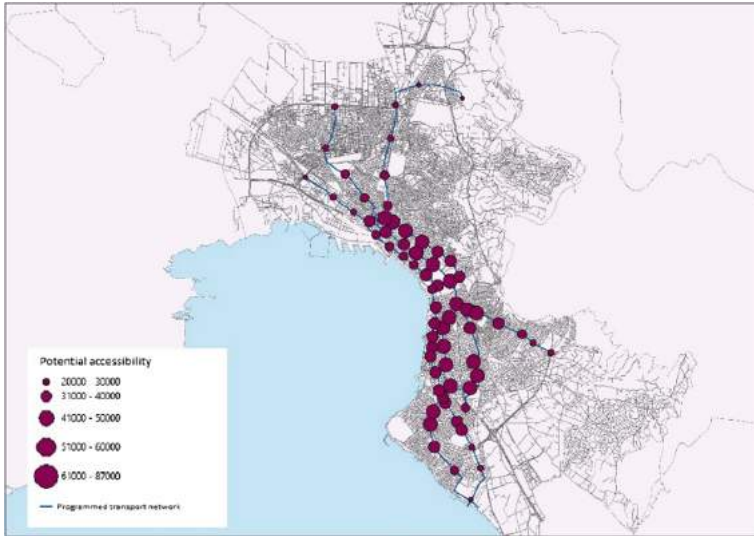 Potential accessibility
20000 - 30000
31000 - 40000
41000 - 50000
51000 - 60000
61000 - 87000
Programmed transport network